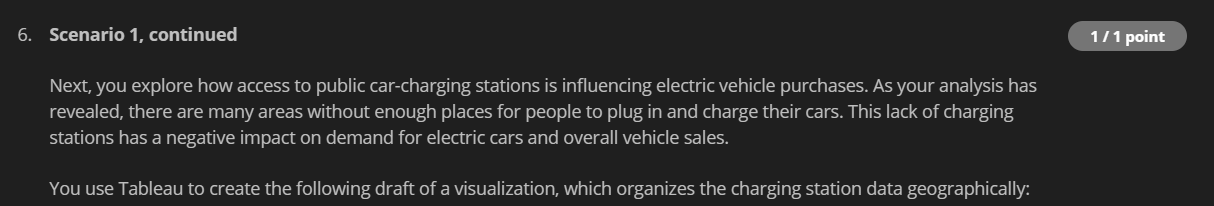 6. Scenario 1, continued
1 / 1 point
Next, you explore how access to public car-charging stations is influencing electric vehicle purchases. As your analysis has
revealed, there are many areas without enough places for people to plug in and charge their cars. This lack of charging
stations has a negative impact on demand for electric cars and overall vehicle sales.
You use Tableau to create the following draft of a visualization, which organizes the charging station data geographically: